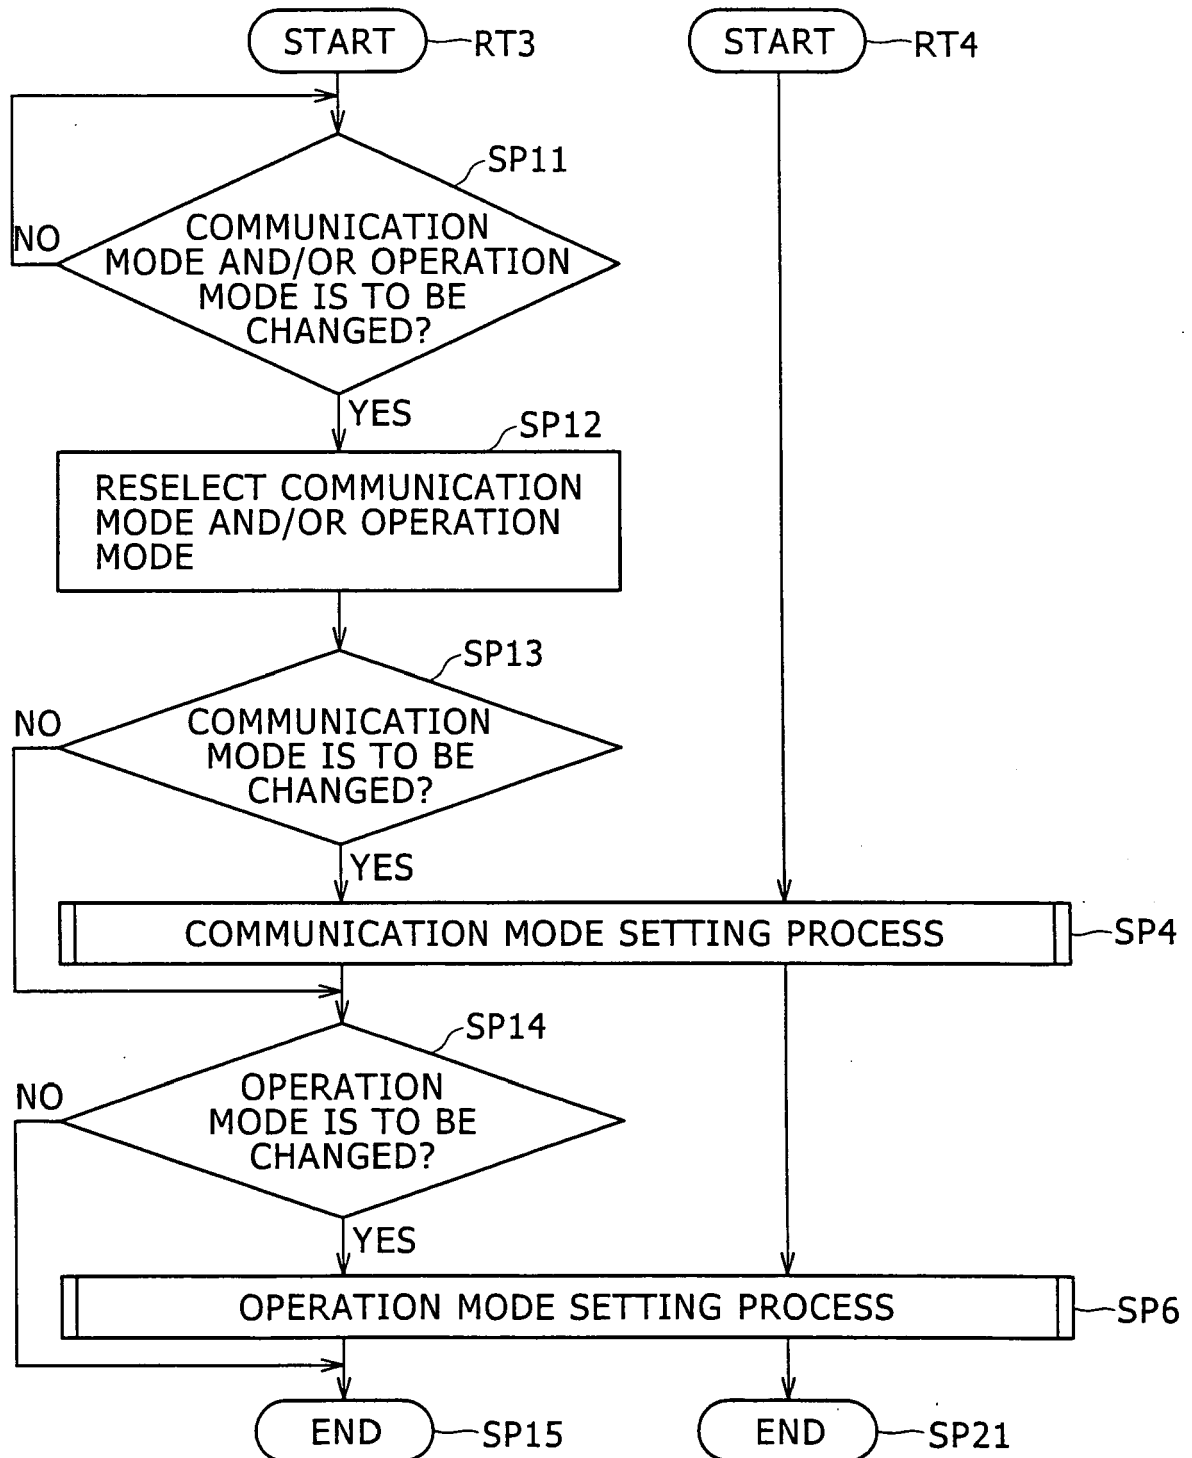 START
RT3
START
RT4
SP11
COMMUNICATION
MODE AND/OR OPERATION
MODE IS TO BE
CHANGED?
NO
YES
SP12
RESELECT COMMUNICATION
MODE AND/OR OPERATION
MODE
SP13
COMMUNICATION
MODE IS TO BE
CHANGED?
NO
YES
COMMUNICATION MODE SETTING PROCESS
SP4
SP14
OPERATION
MODE IS TO BE
CHANGED?
NO
YES
OPERATION MODE SETTING PROCESS
SP6
END
SP15
END
SP21